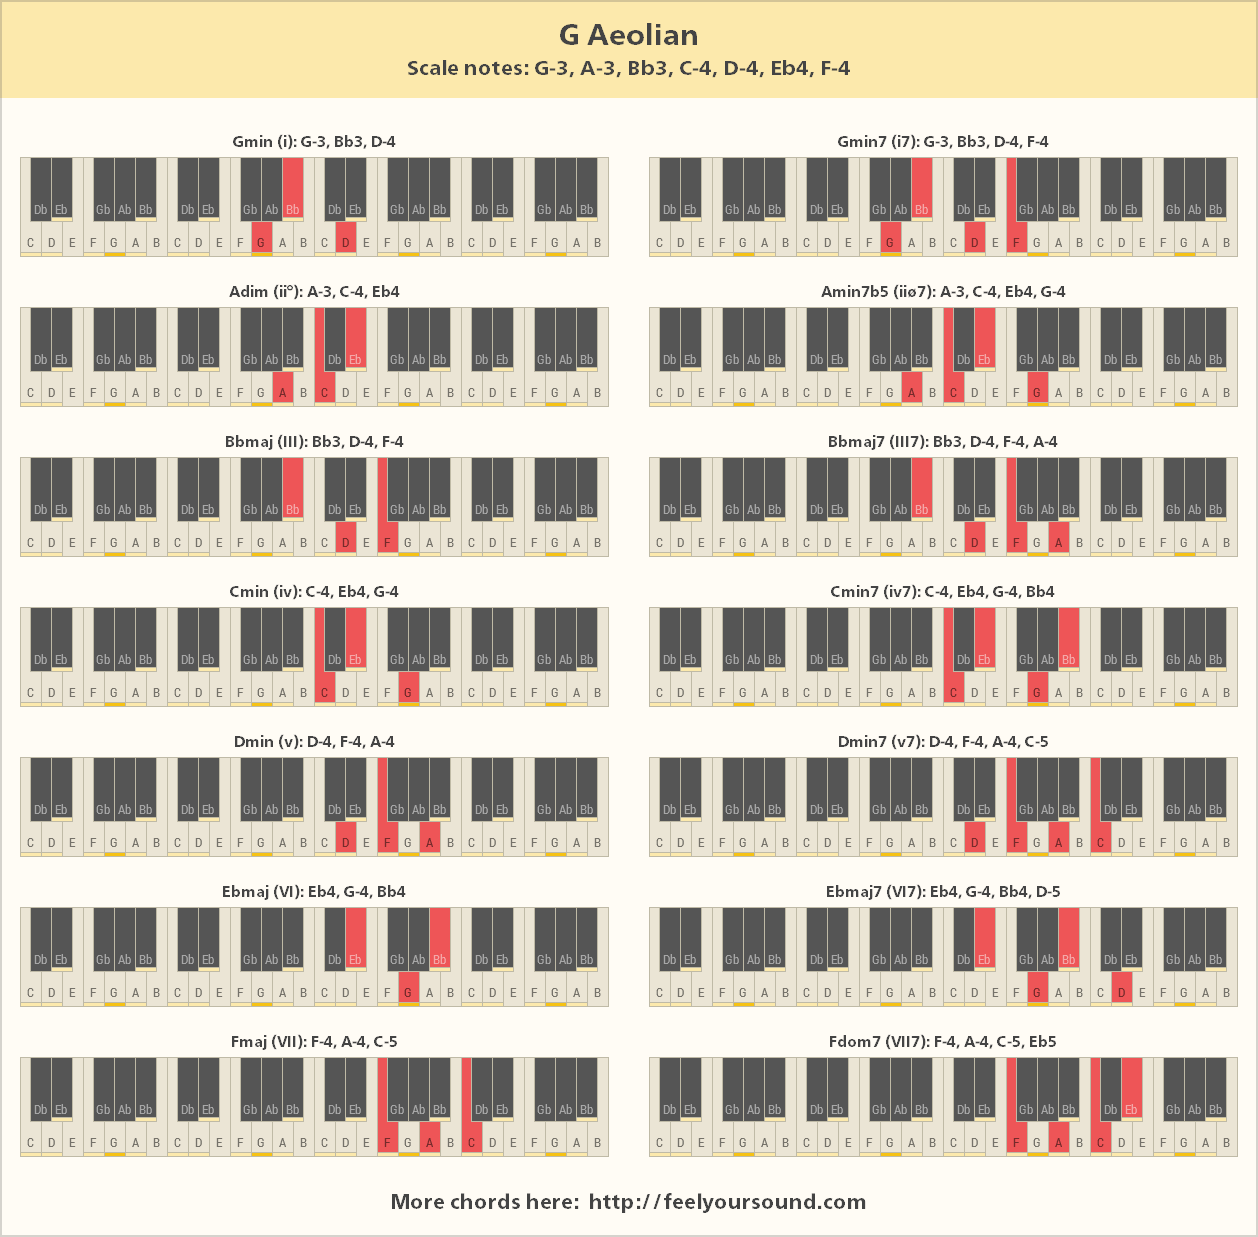 G Aeolian
Scale notes: G-3, A-3, Bb3, C-4, D-4, Eb4, F-4
Gmin (i): G-3, Bb3, D-4
Db Eb Gb Ab Bb Db Eb Gb Ab Bb Db Eb Gb Ab Bb Db Eb Gb Ab Bb
C D E F G A B C D E F G A B C D E F G A B C D E F G A B
Gmin7 (i7): G-3, Bb3, D-4, F-4
Db Eb Gb Ab Bb Db Eb Gb Ab Bb Db Eb Gb Ab Bb Db Eb Gb Ab Bb
C D E F G A B C D E F G A B C D E F G A B C D E F G A B
Adim (ii°): A-3, C-4, Eb4
Db Eb Gb Ab Bb Db Eb Gb Ab Bb Db Eb Gb Ab Bb Db Eb Gb Ab Bb
C D E F G A B C D E F G A B C D E F G A B C D E F G A B
Amin7b5 (iiø7): A-3, C-4, Eb4, G-4
Db Eb Gb Ab Bb Db Eb Gb Ab Bb Db Eb Gb Ab Bb Db Eb Gb Ab Bb
C D E F G A B C D E F G A B C D E F G A B C D E F G A B
Bbmaj (III): Bb3, D-4, F-4
Db Eb Gb Ab Bb Db Eb Gb Ab Bb Db Eb Gb Ab Bb Db Eb Gb Ab Bb
C D E F G A B C D E F G A B C D E F G A B C D E F G A B
Bbmaj7 (III7): Bb3, D-4, F-4, A-4
Db Eb Gb Ab Bb Db Eb Gb Ab Bb Db Eb Gb Ab Bb Db Eb Gb Ab Bb
C D E F G A B C D E F G A B C D E F G A B C D E F G A B
Cmin (iv): C-4, Eb4, G-4
Db Eb Gb Ab Bb Db Eb Gb Ab Bb Db Eb Gb Ab Bb Db Eb Gb Ab Bb
C D E F G A B C D E F G A B C D E F G A B C D E F G A B
Cmin7 (iv7): C-4, Eb4, G-4, Bb4
Db Eb Gb Ab Bb Db Eb Gb Ab Bb Db Eb Gb Ab Bb Db Eb Gb Ab Bb
C D E F G A B C D E F G A B C D E F G A B C D E F G A B
Dmin (v): D-4, F-4, A-4
Db Eb Gb Ab Bb Db Eb Gb Ab Bb Db Eb Gb Ab Bb Db Eb Gb Ab Bb
C D E F G A B C D E F G A B C D E F G A B C D E F G A B
Dmin7 (v7): D-4, F-4, A-4, C-5
Db Eb Gb Ab Bb Db Eb Gb Ab Bb Db Eb Gb Ab Bb Db Eb Gb Ab Bb
C D E F G A B C D E F G A B C D E F G A B C D E F G A B
Ebmaj (VI): Eb4, G-4, Bb4
Db Eb Gb Ab Bb Db Eb Gb Ab Bb Db Eb Gb Ab Bb Db Eb Gb Ab Bb
C D E F G A B C D E F G A B C D E F G A B C D E F G A B
Ebmaj7 (VI7): Eb4, G-4, Bb4, D-5
Db Eb Gb Ab Bb Db Eb Gb Ab Bb Db Eb Gb Ab Bb Db Eb Gb Ab Bb
C D E F G A B C D E F G A B C D E F G A B C D E F G A B
Fmaj (VII): F-4, A-4, C-5
Db Eb Gb Ab Bb Db Eb Gb Ab Bb Db Eb Gb Ab Bb Db Eb Gb Ab Bb
C D E F G A B C D E F G A B C D E F G A B C D E F G A B
Fdom7 (VII7): F-4, A-4, C-5, Eb5
Db Eb Gb Ab Bb Db Eb Gb Ab Bb Db Eb Gb Ab Bb Db Eb Gb Ab Bb
C D E F G A B C D E F G A B C D E F G A B C D E F G A B
More chords here: http://feelyoursound.com